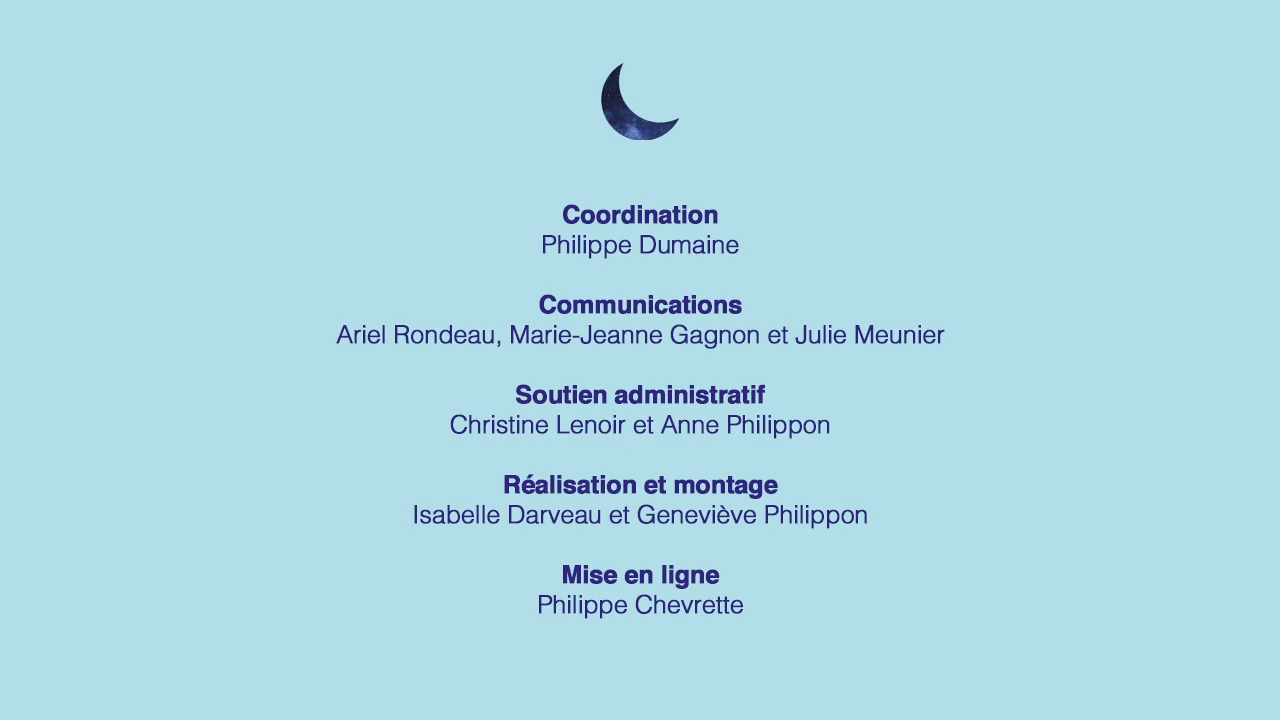 Coordination
Philippe Dumaine
Communications
Ariel Rondeau, Marie-Jeanne Gagnon et Julie Meunier
Soutien administratif
Christine Lenoir et Anne Philippon
Réalisation et montage
Isabelle Darveau et Geneviève Philippon
Mise en ligne
Philippe Chevrette